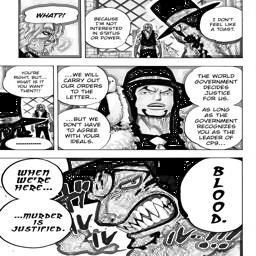 I DON'T
FEEL LIKE
A TOAST.
BECAUSE
I'M NOT
INTERESTED
IN STATUS
OR POWER.
WHAT?!
THE WORLD
GOVERNMENT
DECIDES
JUSTICE
FOR US.
AS LONG
AS THE
GOVERNMENT
RECOGNIZES
YOU AS THE
LEADER OF
CP9...
...WE WILL
CARRY OUT
OUR ORDERS
TO THE
LETTER...
...BUT WE
DON'T HAVE
TO AGREE
WITH YOUR
IDEALS.
YOU'RE
RIGHT, BUT...
WHAT IS IT
YOU WANT
THEN!?
BLOOD.
WHEN
WE'RE
HERE...
...MURDER
IS
JUSTIFIED.